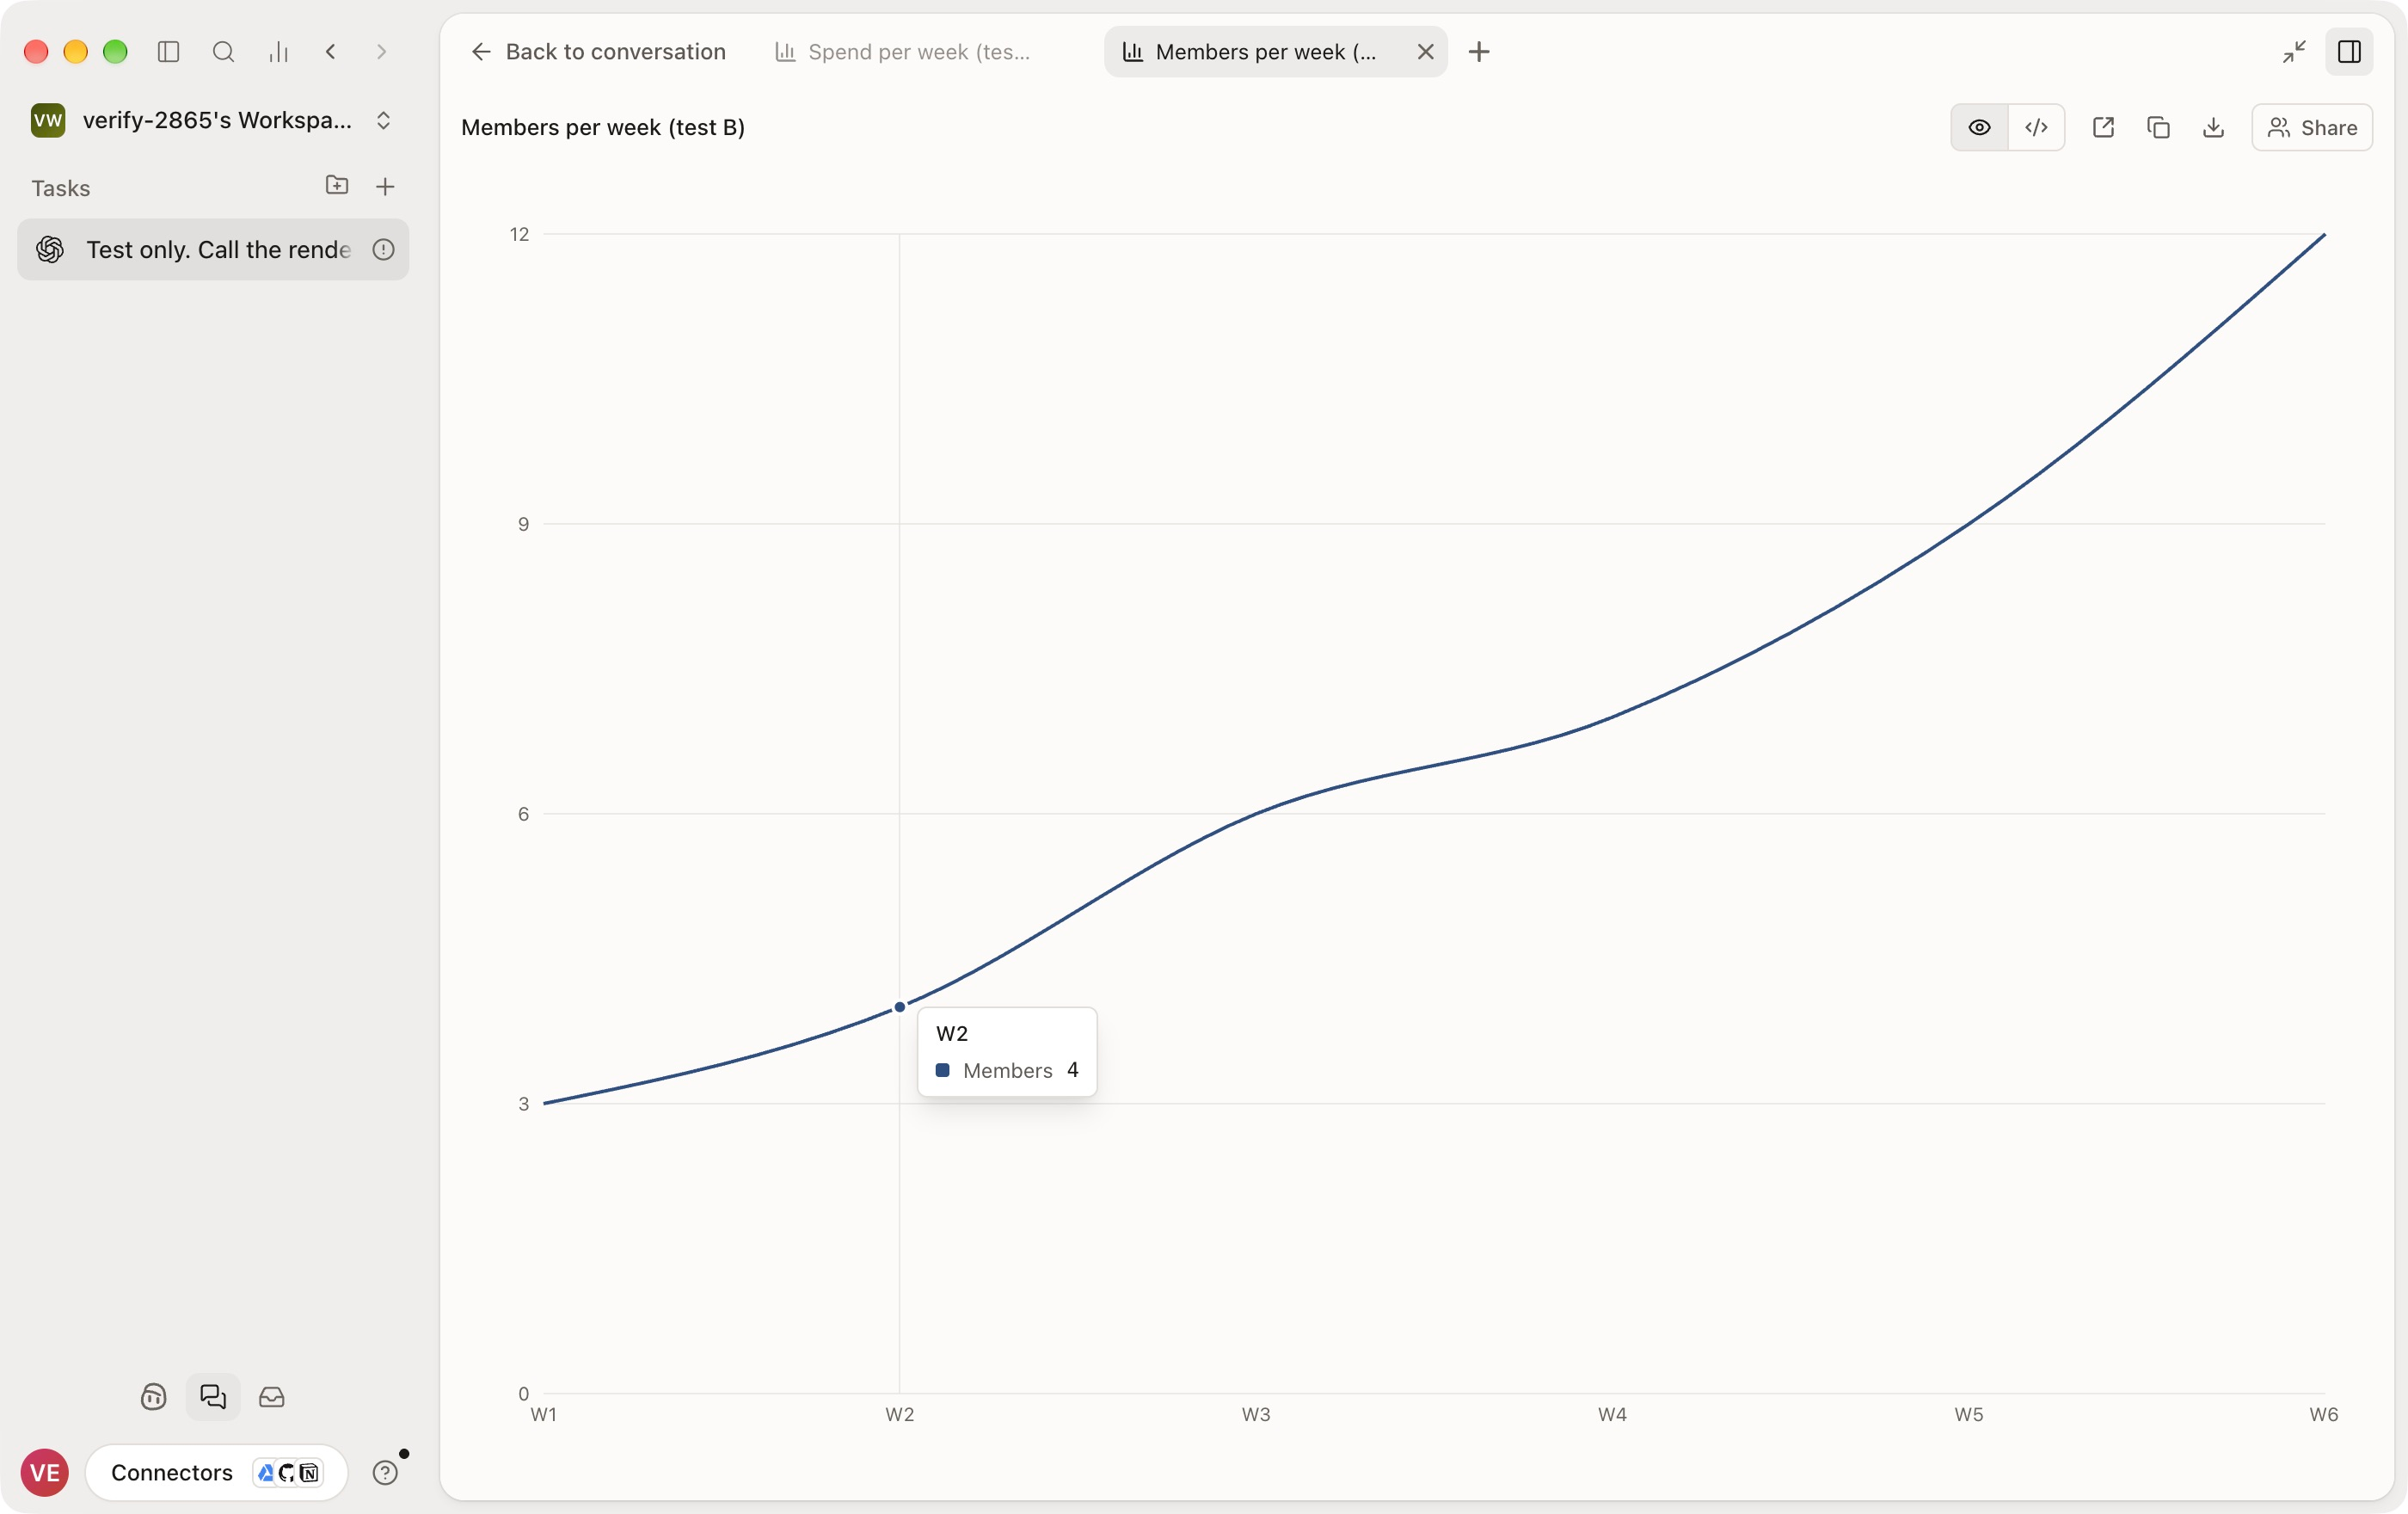 Back to conversation
Spend per week (tes...
Members per week (...
VW
verify-2865's Workspa...
Members per week (test B)
Share
Tasks
Test only. Call the rende
12
9
6
3
0
W2
Members 4
W1
W2
W3
W4
W5
W6
VE
Connectors